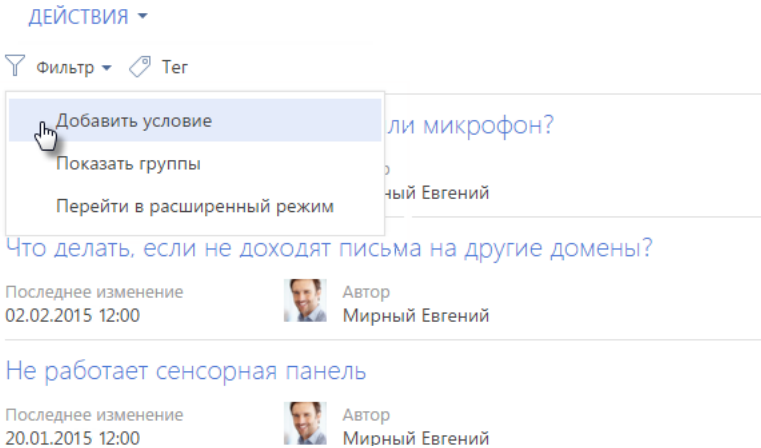 ДЕЙСТВИЯ
Фильтр Тег
Добавить условие
ли микрофон?
Показать группы
ный Евгений
Перейти в расширенный режим
Что делать, если не доходят письма на другие домены?
Последнее изменение Автор
02.02.2015 12:00 Мирный Евгений
Не работает сенсорная панель
Последнее изменение Автор
20.01.2015 12:00 Мирный Евгений